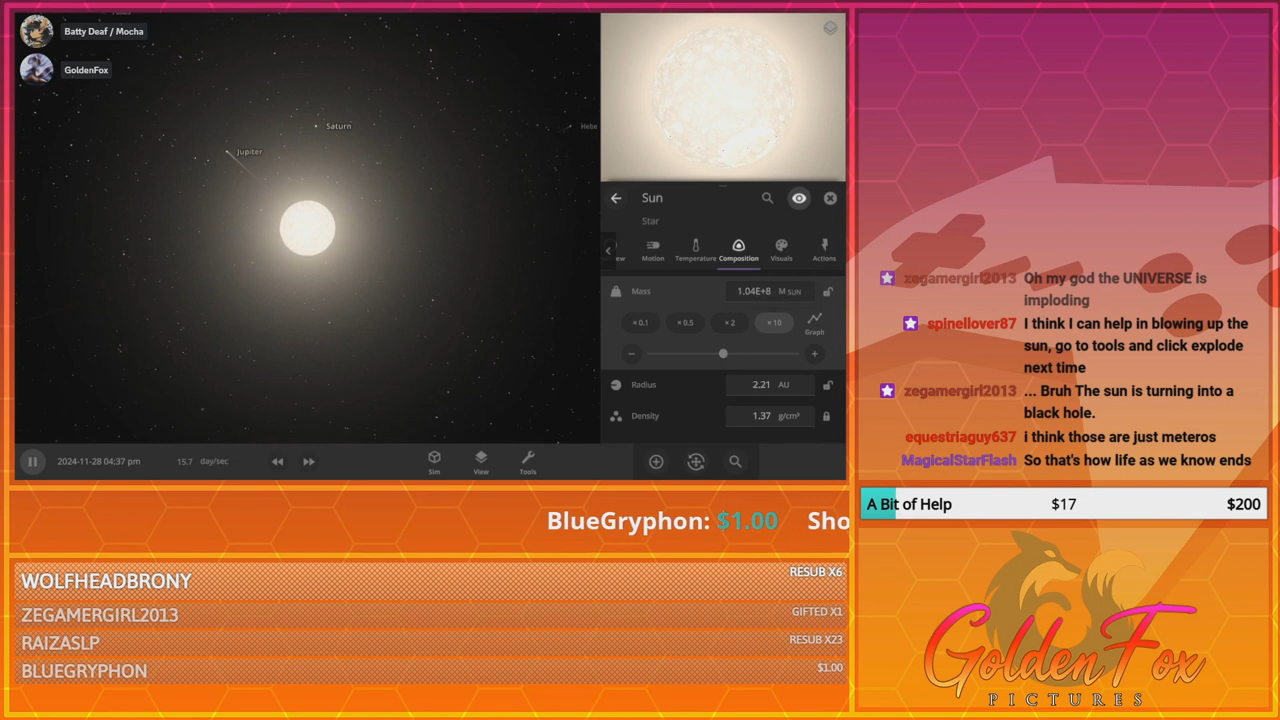 Batty Deaf / Mocha
GoldenFox
Saturn
Jupiter
Hebe
Sun
Star
ew
Motion
Temperature
Composition
Visuals
Actions
Mass
1.04E+8 M SUN
× 0.1
× 0.5
× 2
× 10
Graph
Radius
2.21 AU
Density
1.37 g/cm³
2024-11-28 04:37 pm
15.7 day/sec
Sim
View
Tools
zegamergirl2013 Oh my god the UNIVERSE is
imploding
spinellover87 I think I can help in blowing up the
sun, go to tools and click explode
next time
zegamergirl2013 ... Bruh The sun is turning into a
black hole.
equestriaguy637 i think those are just meteros
MagicalStarFlash So that's how life as we know ends
A Bit of Help $17 $200
BlueGryphon: $1.00 Sho
WOLFHEADBRONY RESUB X6
ZEGAMERGIRL2013 GIFTED X1
RAIZASLP RESUB X23
BLUEGRYPHON $1.00
GoldenFox
PICTURES